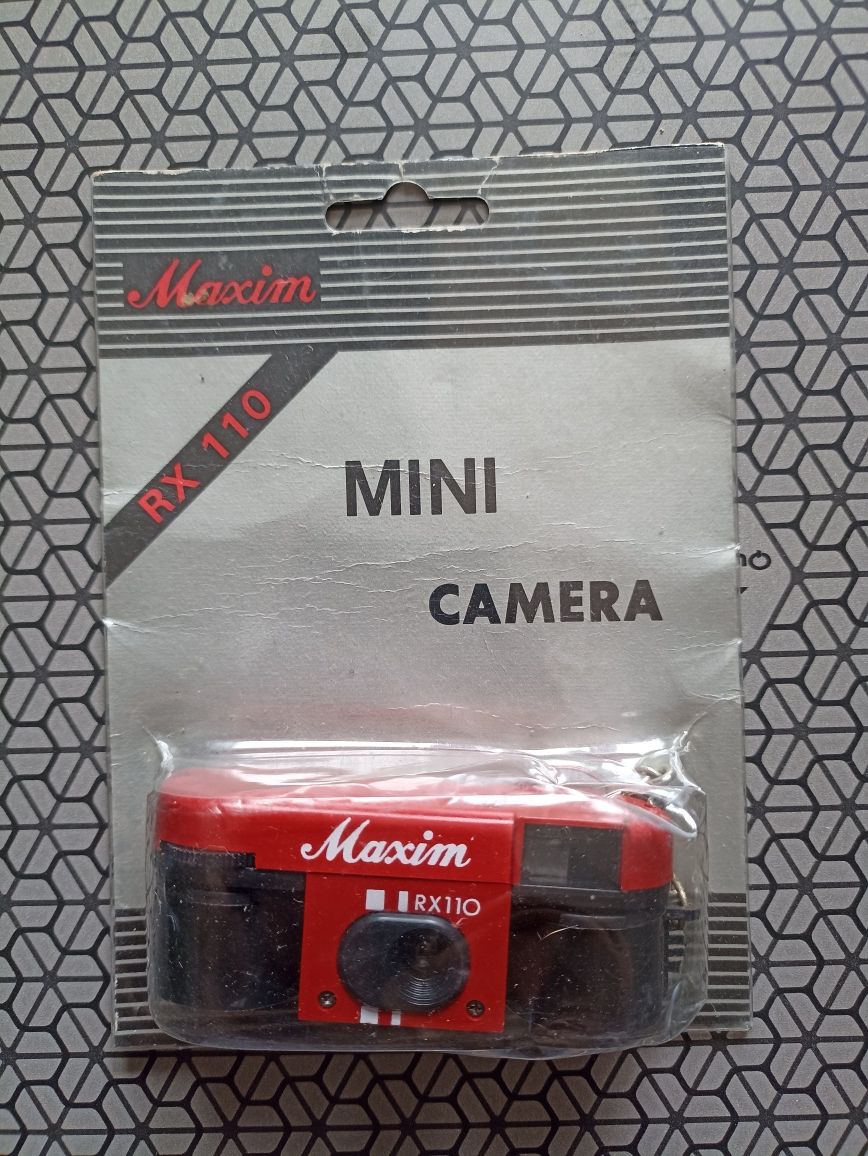 Maxim
RX 110
MINI
CAMERA
Maxim
RX110